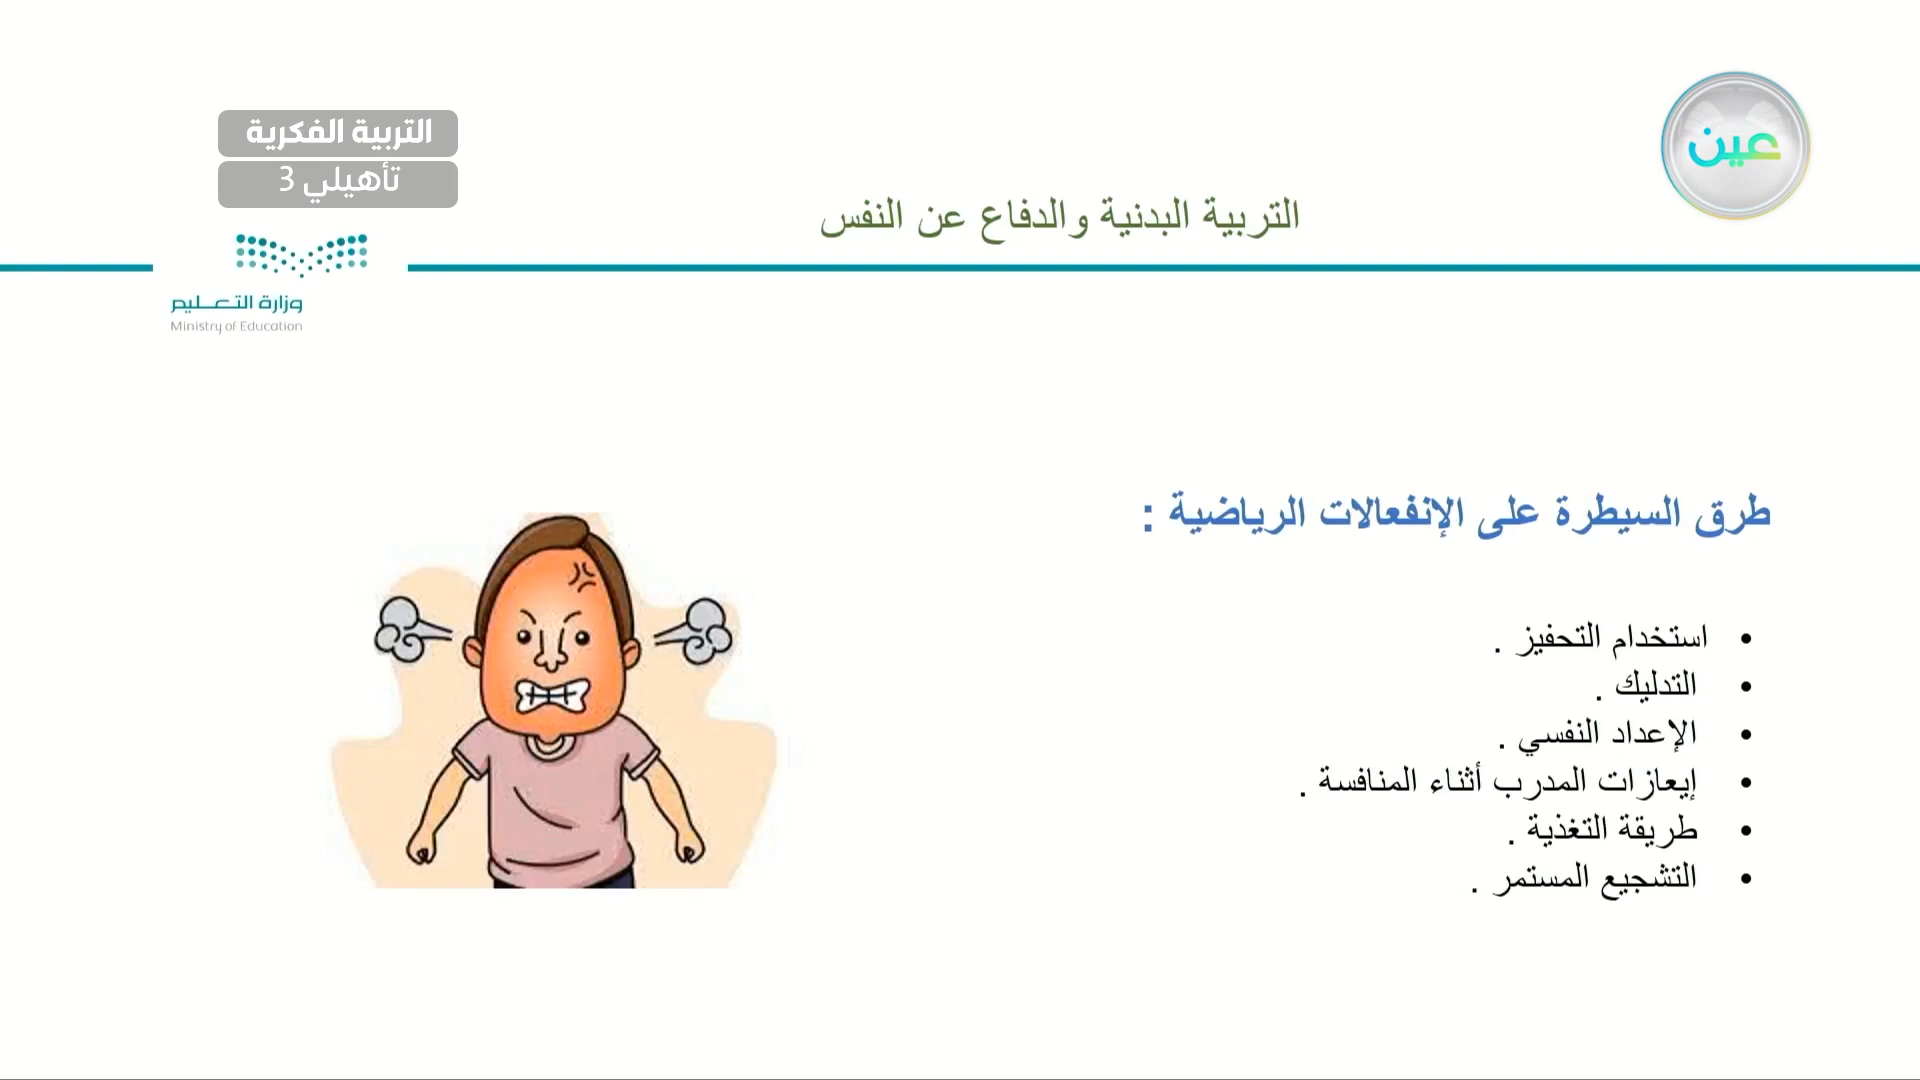 التربية الفكرية
تأهيلي 3
عين
التربية البدنية والدفاع عن النفس
وزارة التعليم
Ministry of Education
طرق السيطرة على الإنفعالات الرياضية :
• استخدام التحفيز .
• التدليك .
• الإعداد النفسي .
• إيعازات المدرب أثناء المنافسة .
• طريقة التغذية .
• التشجيع المستمر .